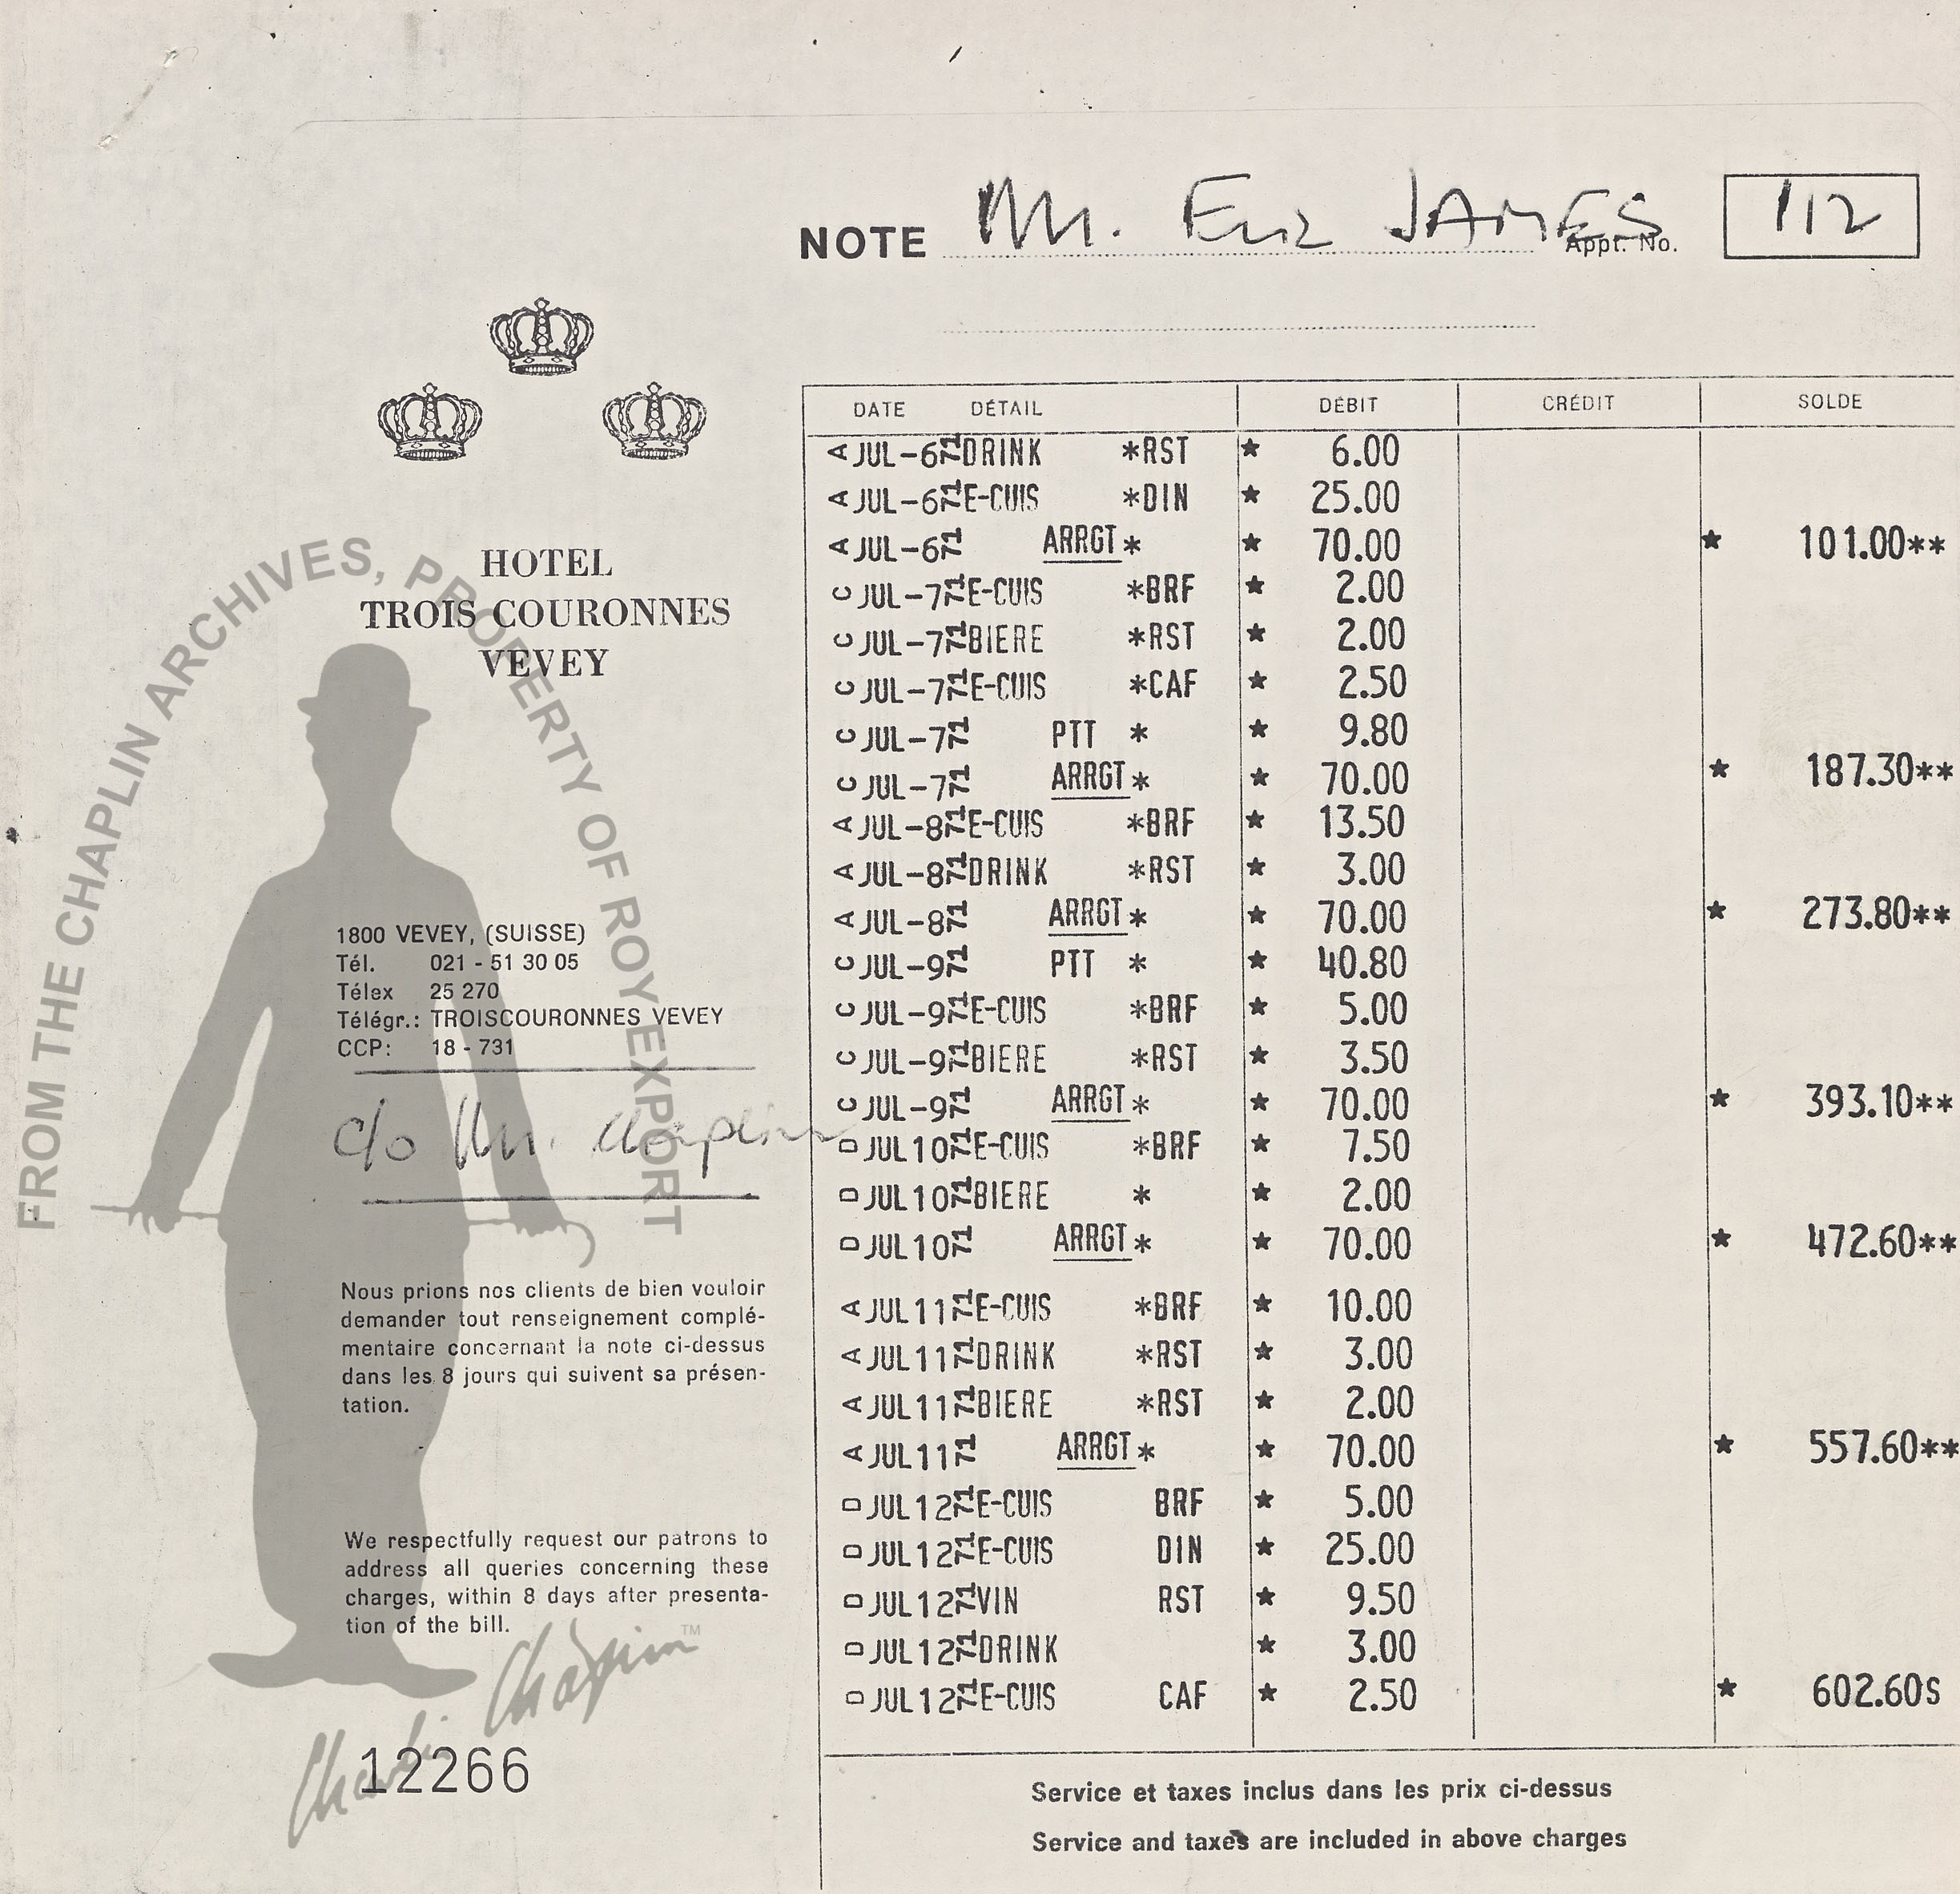 NOTE Mr. Eric JAMES Appt. No. 112
HOTEL
TROIS COURONNES
VEVEY
FROM THE CHAPLIN ARCHIVES, PROPERTY OF ROY EXPORT
1800 VEVEY, (SUISSE)
Tél. 021 - 51 30 05
Télex 25 270
Télégr.: TROISCOURONNES VEVEY
CCP: 18 - 731
c/o Mr. Chaplin
Nous prions nos clients de bien vouloir
demander tout renseignement complé-
mentaire concernant la note ci-dessus
dans les 8 jours qui suivent sa présen-
tation.
We respectfully request our patrons to
address all queries concerning these
charges, within 8 days after presenta-
tion of the bill.
Charlie Chaplin TM
12266
DATE DÉTAIL DÉBIT CRÉDIT SOLDE
A JUL-6 71 DRINK *RST * 6.00
A JUL-6 71 E-CUIS *DIN * 25.00
A JUL-6 71 ARRGT * * 70.00 * 101.00**
C JUL-7 71 E-CUIS *BRF * 2.00
C JUL-7 71 BIERE *RST * 2.00
C JUL-7 71 E-CUIS *CAF * 2.50
C JUL-7 71 PTT * * 9.80
C JUL-7 71 ARRGT * * 70.00 * 187.30**
A JUL-8 71 E-CUIS *BRF * 13.50
A JUL-8 71 DRINK *RST * 3.00
A JUL-8 71 ARRGT * * 70.00 * 273.80**
C JUL-9 71 PTT * * 40.80
C JUL-9 71 E-CUIS *BRF * 5.00
C JUL-9 71 BIERE *RST * 3.50
C JUL-9 71 ARRGT * * 70.00 * 393.10**
D JUL10 71 E-CUIS *BRF * 7.50
D JUL10 71 BIERE * * 2.00
D JUL10 71 ARRGT * * 70.00 * 472.60**
A JUL11 71 E-CUIS *BRF * 10.00
A JUL11 71 DRINK *RST * 3.00
A JUL11 71 BIERE *RST * 2.00
A JUL11 71 ARRGT * * 70.00 * 557.60**
D JUL12 71 E-CUIS BRF * 5.00
D JUL12 71 E-CUIS DIN * 25.00
D JUL12 71 VIN RST * 9.50
D JUL12 71 DRINK * 3.00
D JUL12 71 E-CUIS CAF * 2.50 * 602.60S
Service et taxes inclus dans les prix ci-dessus
Service and taxes are included in above charges